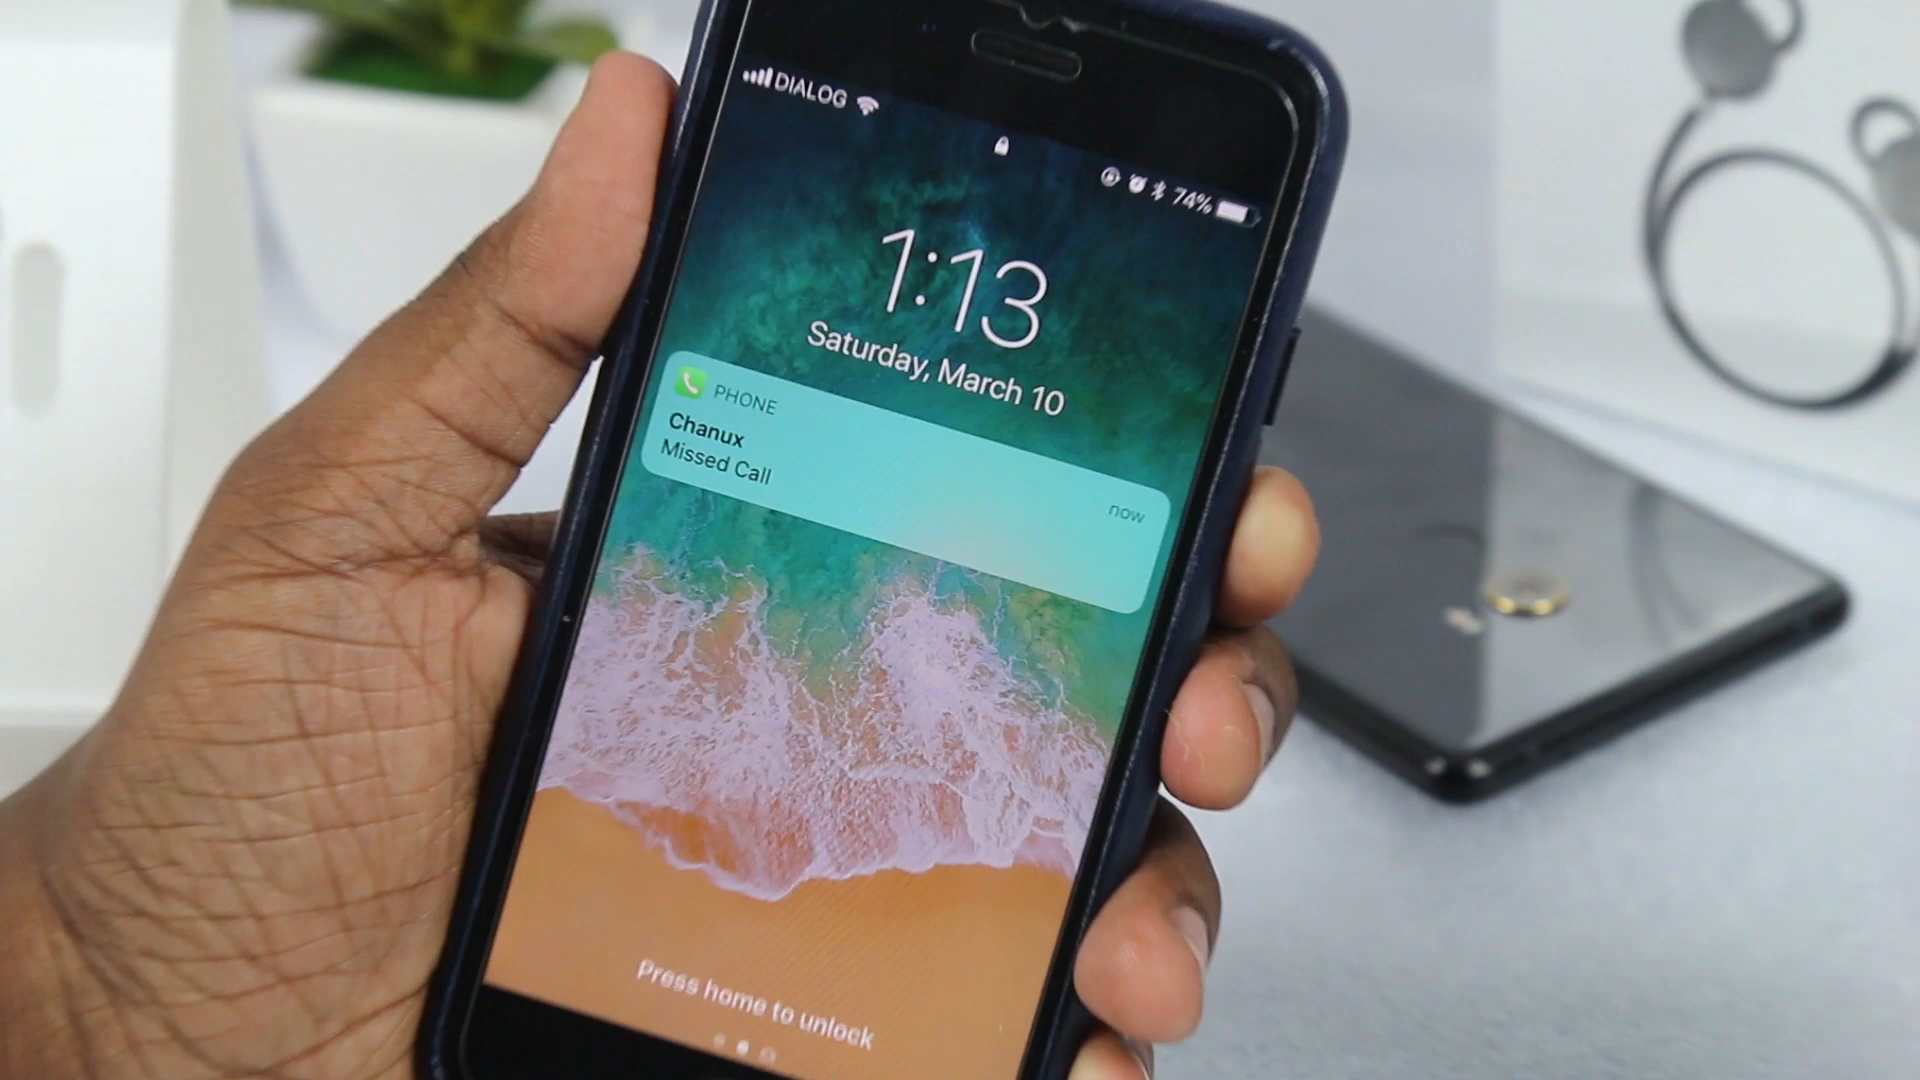 DIALOG
74%
1:13
Saturday, March 10
PHONE
Chanux
Missed Call
now
Press home to unlock